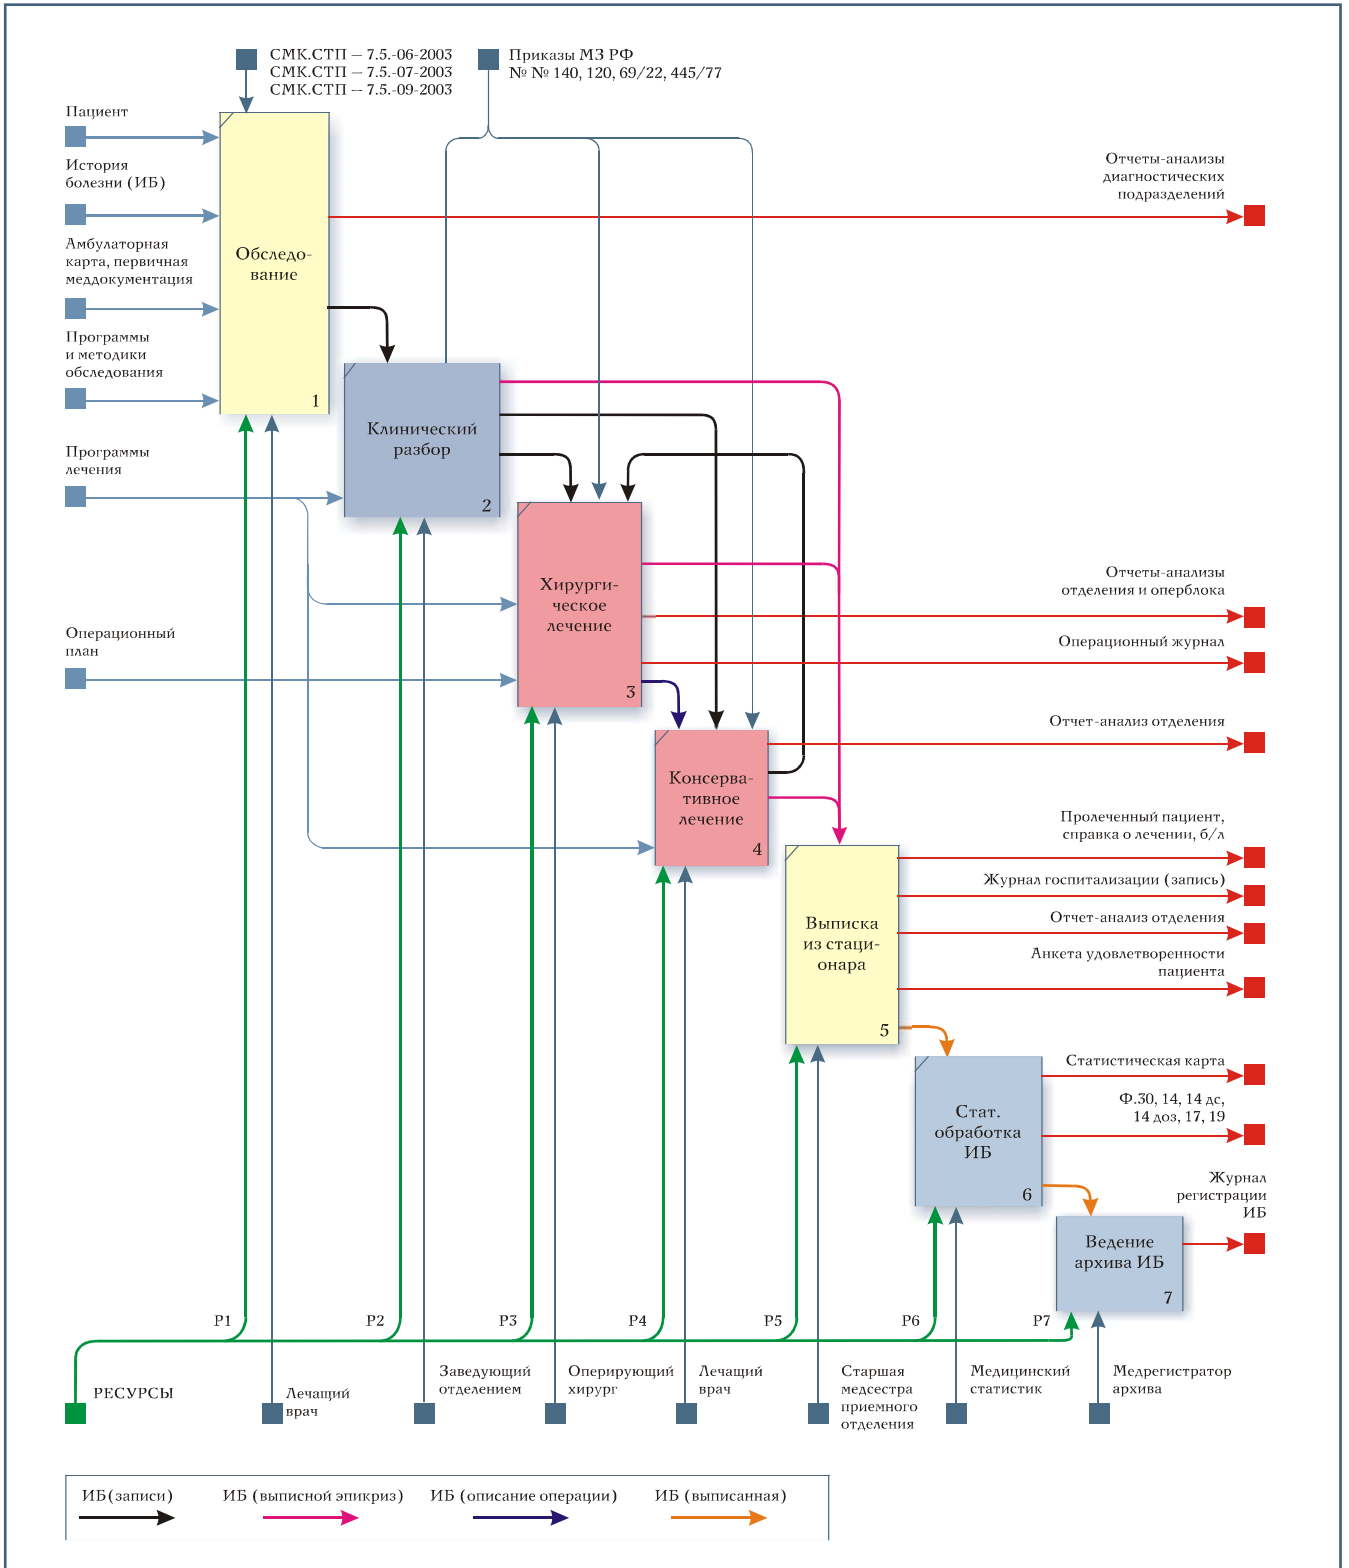 СМК.СТП – 7.5.-06-2003
СМК.СТП – 7.5.-07-2003
СМК.СТП – 7.5.-09-2003
Приказы МЗ РФ
№ № 140, 120, 69/22, 445/77
Пациент
История
болезни (ИБ)
Амбулаторная
карта, первичная
меддокументация
Программы
и методики
обследования
Программы
лечения
Операционный
план
Обследо-
вание
1
Клинический
разбор
2
Хирурги-
ческое
лечение
3
Консерва-
тивное
лечение
4
Выписка
из стаци-
онара
5
Стат.
обработка
ИБ
6
Ведение
архива ИБ
7
Отчеты-анализы
диагностических
подразделений
Отчеты-анализы
отделения и оперблока
Операционный журнал
Отчет-анализ отделения
Пролеченный пациент,
справка о лечении, б/л
Журнал госпитализации (запись)
Отчет-анализ отделения
Анкета удовлетворенности
пациента
Статистическая карта
Ф.30, 14, 14 дс,
14 доз, 17, 19
Журнал
регистрации
ИБ
Р1
Р2
Р3
Р4
Р5
Р6
Р7
РЕСУРСЫ
Лечащий
врач
Заведующий
отделением
Оперирующий
хирург
Лечащий
врач
Старшая
медсестра
приемного
отделения
Медицинский
статистик
Медрегистратор
архива
ИБ(записи)
ИБ (выписной эпикриз)
ИБ (описание операции)
ИБ (выписанная)